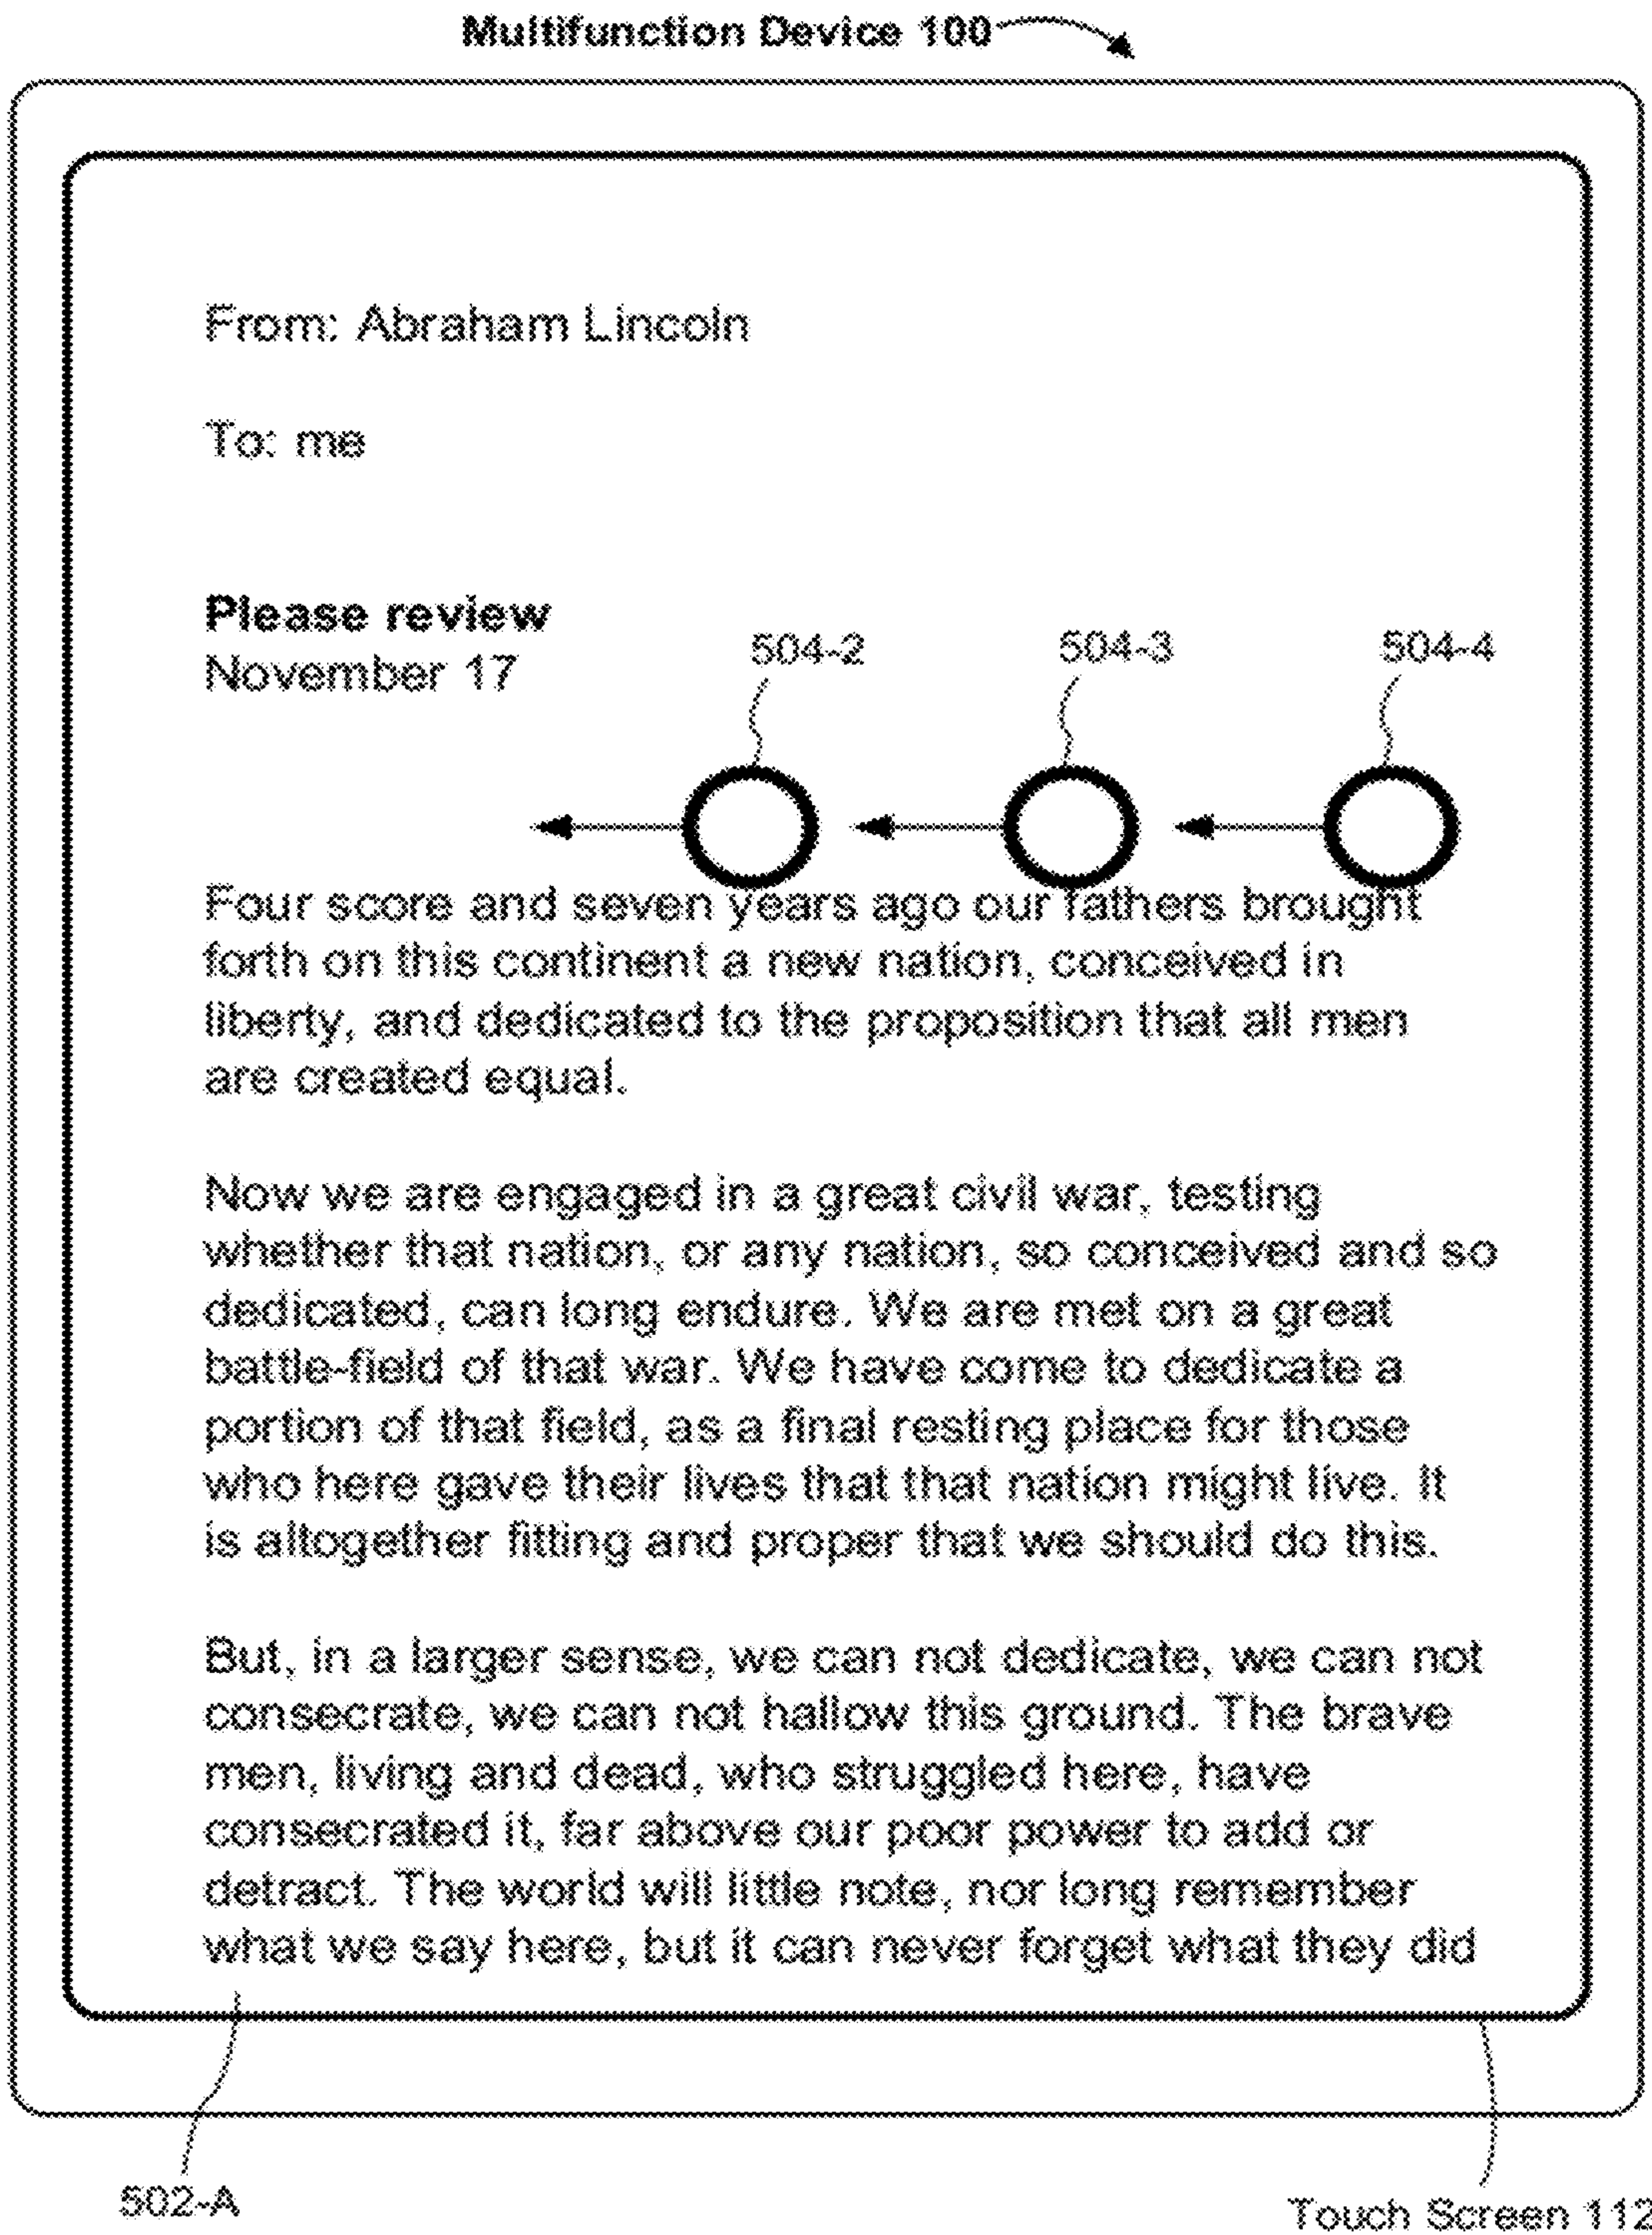 Multifunction Device 100
From: Abraham Lincoln
To: me
Please review
November 17
504-2
504-3
504-4
Four score and seven years ago our fathers brought
forth on this continent a new nation, conceived in
liberty, and dedicated to the proposition that all men
are created equal.
Now we are engaged in a great civil war, testing
whether that nation, or any nation, so conceived and so
dedicated, can long endure. We are met on a great
battle-field of that war. We have come to dedicate a
portion of that field, as a final resting place for those
who here gave their lives that that nation might live. It
is altogether fitting and proper that we should do this.
But, in a larger sense, we can not dedicate, we can not
consecrate, we can not hallow this ground. The brave
men, living and dead, who struggled here, have
consecrated it, far above our poor power to add or
detract. The world will little note, nor long remember
what we say here, but it can never forget what they did
502-A
Touch Screen 112